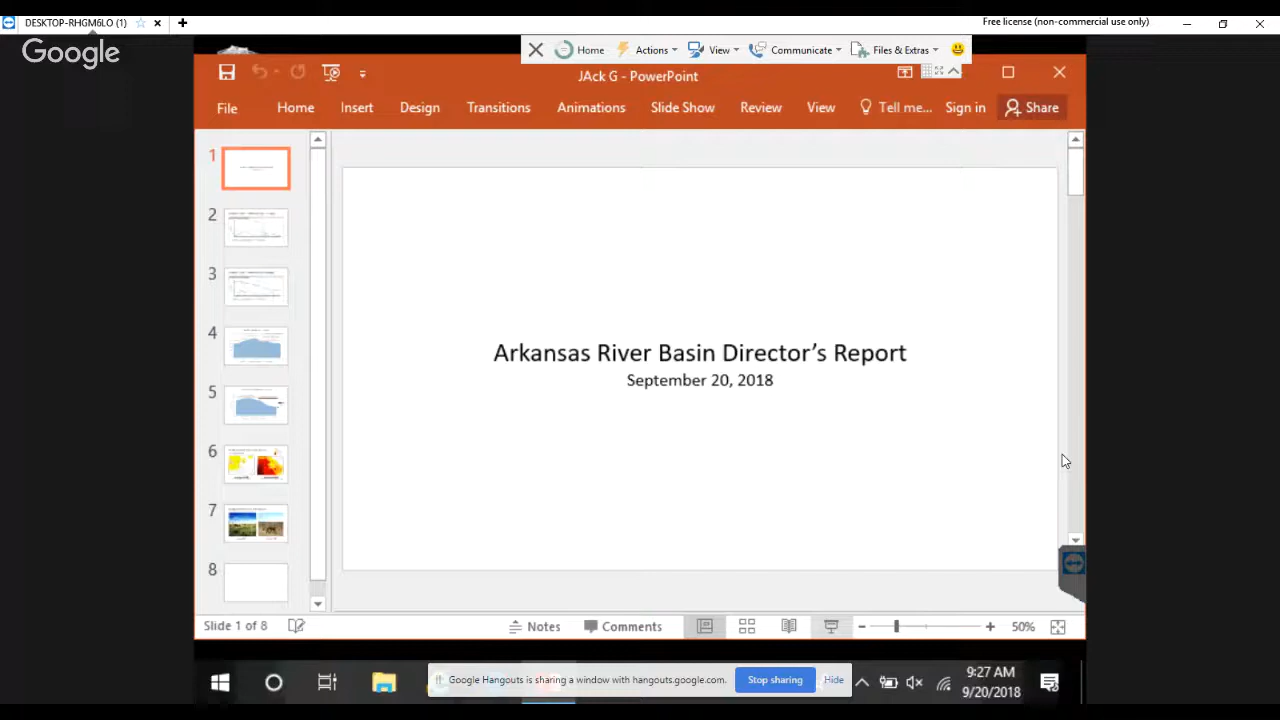 DESKTOP-RHGM6LO (1)
Free license (non-commercial use only)
Google
Home Actions View Communicate Files & Extras
JAck G - PowerPoint
File Home Insert Design Transitions Animations Slide Show Review View Tell me... Sign in Share
1
2
3
4
5
6
7
8
Arkansas River Basin Director’s Report
September 20, 2018
Slide 1 of 8 Notes Comments 50%
Google Hangouts is sharing a window with hangouts.google.com. Stop sharing Hide
9:27 AM
9/20/2018